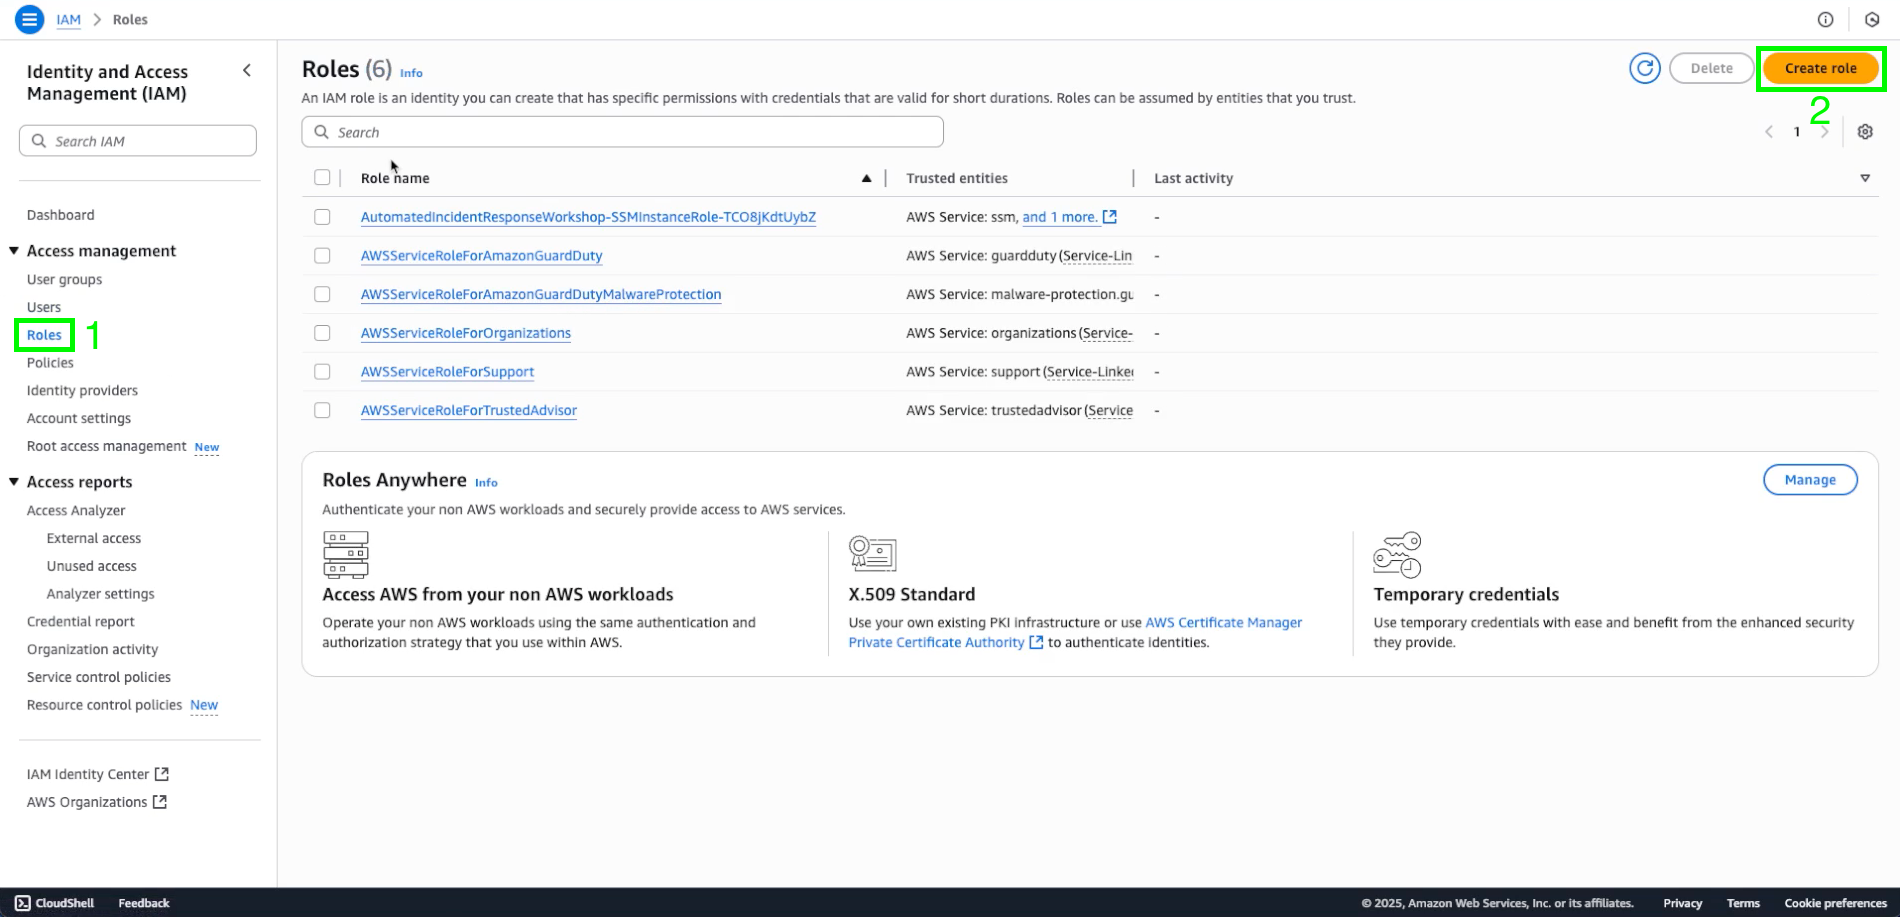 IAM > Roles
Identity and Access
Management (IAM)
Search IAM
Dashboard
Access management
User groups
Users
Roles 1
Policies
Identity providers
Account settings
Root access management New
Access reports
Access Analyzer
External access
Unused access
Analyzer settings
Credential report
Organization activity
Service control policies
Resource control policies New
IAM Identity Center
AWS Organizations
Roles (6) Info
Delete
Create role
2
An IAM role is an identity you can create that has specific permissions with credentials that are valid for short durations. Roles can be assumed by entities that you trust.
Search
1
Role name Trusted entities Last activity
AutomatedIncidentResponseWorkshop-SSMInstanceRole-TCO8jKdtUybZ AWS Service: ssm, and 1 more. -
AWSServiceRoleForAmazonGuardDuty AWS Service: guardduty (Service-Lin -
AWSServiceRoleForAmazonGuardDutyMalwareProtection AWS Service: malware-protection.gu -
AWSServiceRoleForOrganizations AWS Service: organizations (Service- -
AWSServiceRoleForSupport AWS Service: support (Service-Linked -
AWSServiceRoleForTrustedAdvisor AWS Service: trustedadvisor (Service -
Roles Anywhere Info
Manage
Authenticate your non AWS workloads and securely provide access to AWS services.
Access AWS from your non AWS workloads
Operate your non AWS workloads using the same authentication and
authorization strategy that you use within AWS.
X.509 Standard
Use your own existing PKI infrastructure or use AWS Certificate Manager
Private Certificate Authority to authenticate identities.
Temporary credentials
Use temporary credentials with ease and benefit from the enhanced security
they provide.
CloudShell Feedback © 2025, Amazon Web Services, Inc. or its affiliates. Privacy Terms Cookie preferences